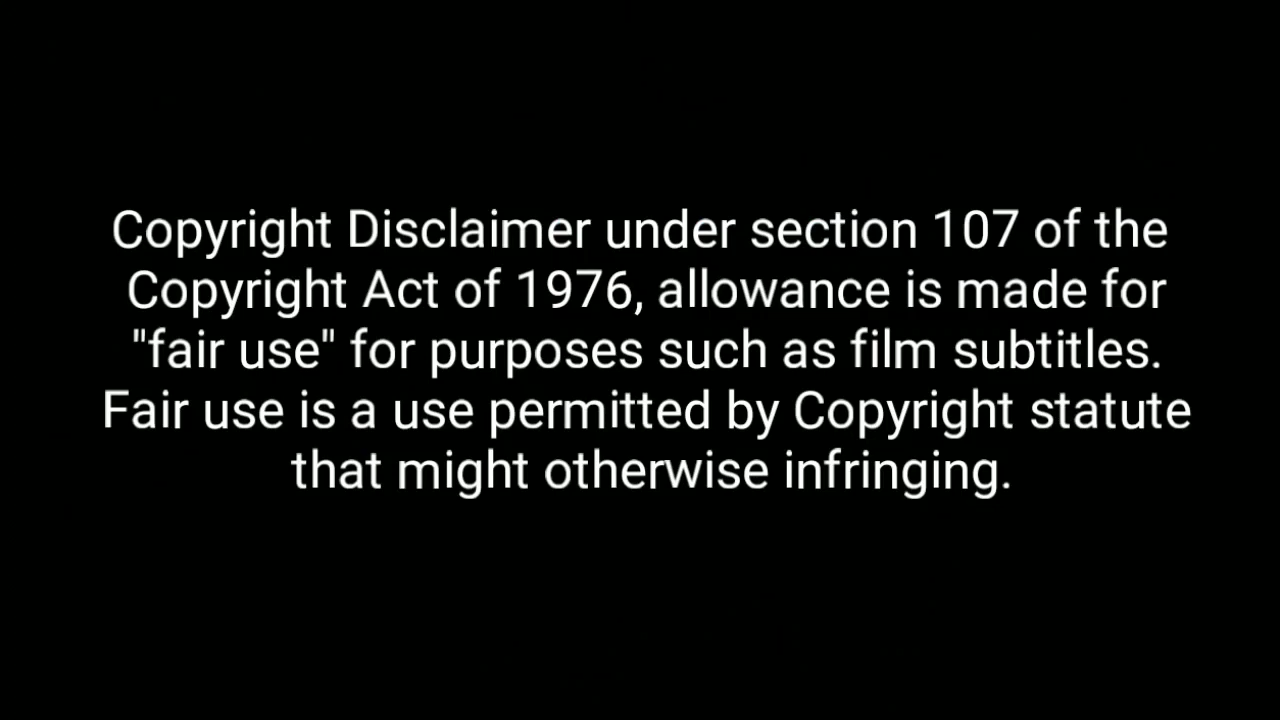 Copyright Disclaimer under section 107 of the
Copyright Act of 1976, allowance is made for
"fair use" for purposes such as film subtitles.
Fair use is a use permitted by Copyright statute
that might otherwise infringing.